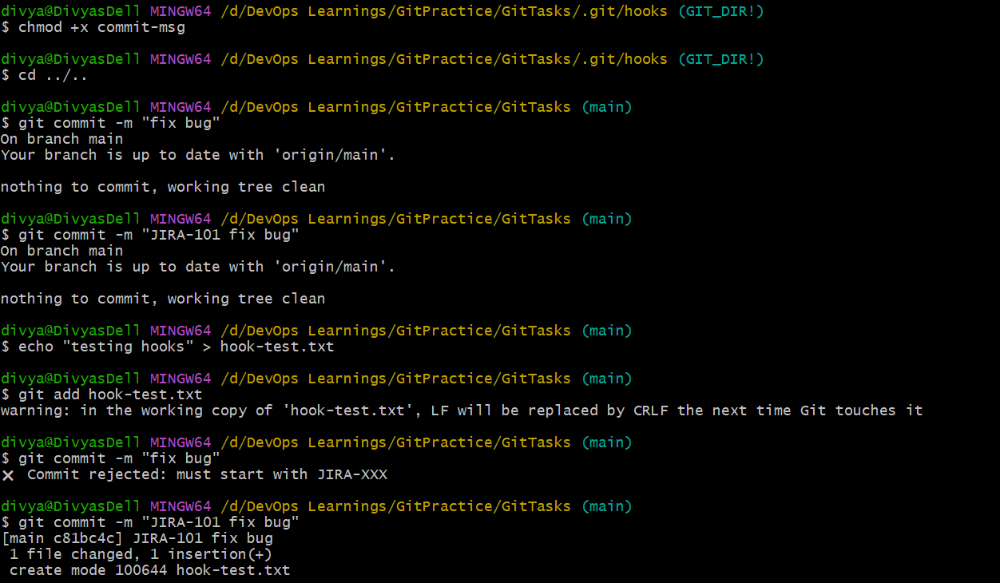 divya@DivyasDell MINGW64 /d/DevOps Learnings/GitPractice/GitTasks/.git/hooks (GIT_DIR!)
$ chmod +x commit-msg
divya@DivyasDell MINGW64 /d/DevOps Learnings/GitPractice/GitTasks/.git/hooks (GIT_DIR!)
$ cd ../..
divya@DivyasDell MINGW64 /d/DevOps Learnings/GitPractice/GitTasks (main)
$ git commit -m "fix bug"
On branch main
Your branch is up to date with 'origin/main'.
nothing to commit, working tree clean
divya@DivyasDell MINGW64 /d/DevOps Learnings/GitPractice/GitTasks (main)
$ git commit -m "JIRA-101 fix bug"
On branch main
Your branch is up to date with 'origin/main'.
nothing to commit, working tree clean
divya@DivyasDell MINGW64 /d/DevOps Learnings/GitPractice/GitTasks (main)
$ echo "testing hooks" > hook-test.txt
divya@DivyasDell MINGW64 /d/DevOps Learnings/GitPractice/GitTasks (main)
$ git add hook-test.txt
warning: in the working copy of 'hook-test.txt', LF will be replaced by CRLF the next time Git touches it
divya@DivyasDell MINGW64 /d/DevOps Learnings/GitPractice/GitTasks (main)
$ git commit -m "fix bug"
❌ Commit rejected: must start with JIRA-XXX
divya@DivyasDell MINGW64 /d/DevOps Learnings/GitPractice/GitTasks (main)
$ git commit -m "JIRA-101 fix bug"
[main c81bc4c] JIRA-101 fix bug
1 file changed, 1 insertion(+)
create mode 100644 hook-test.txt